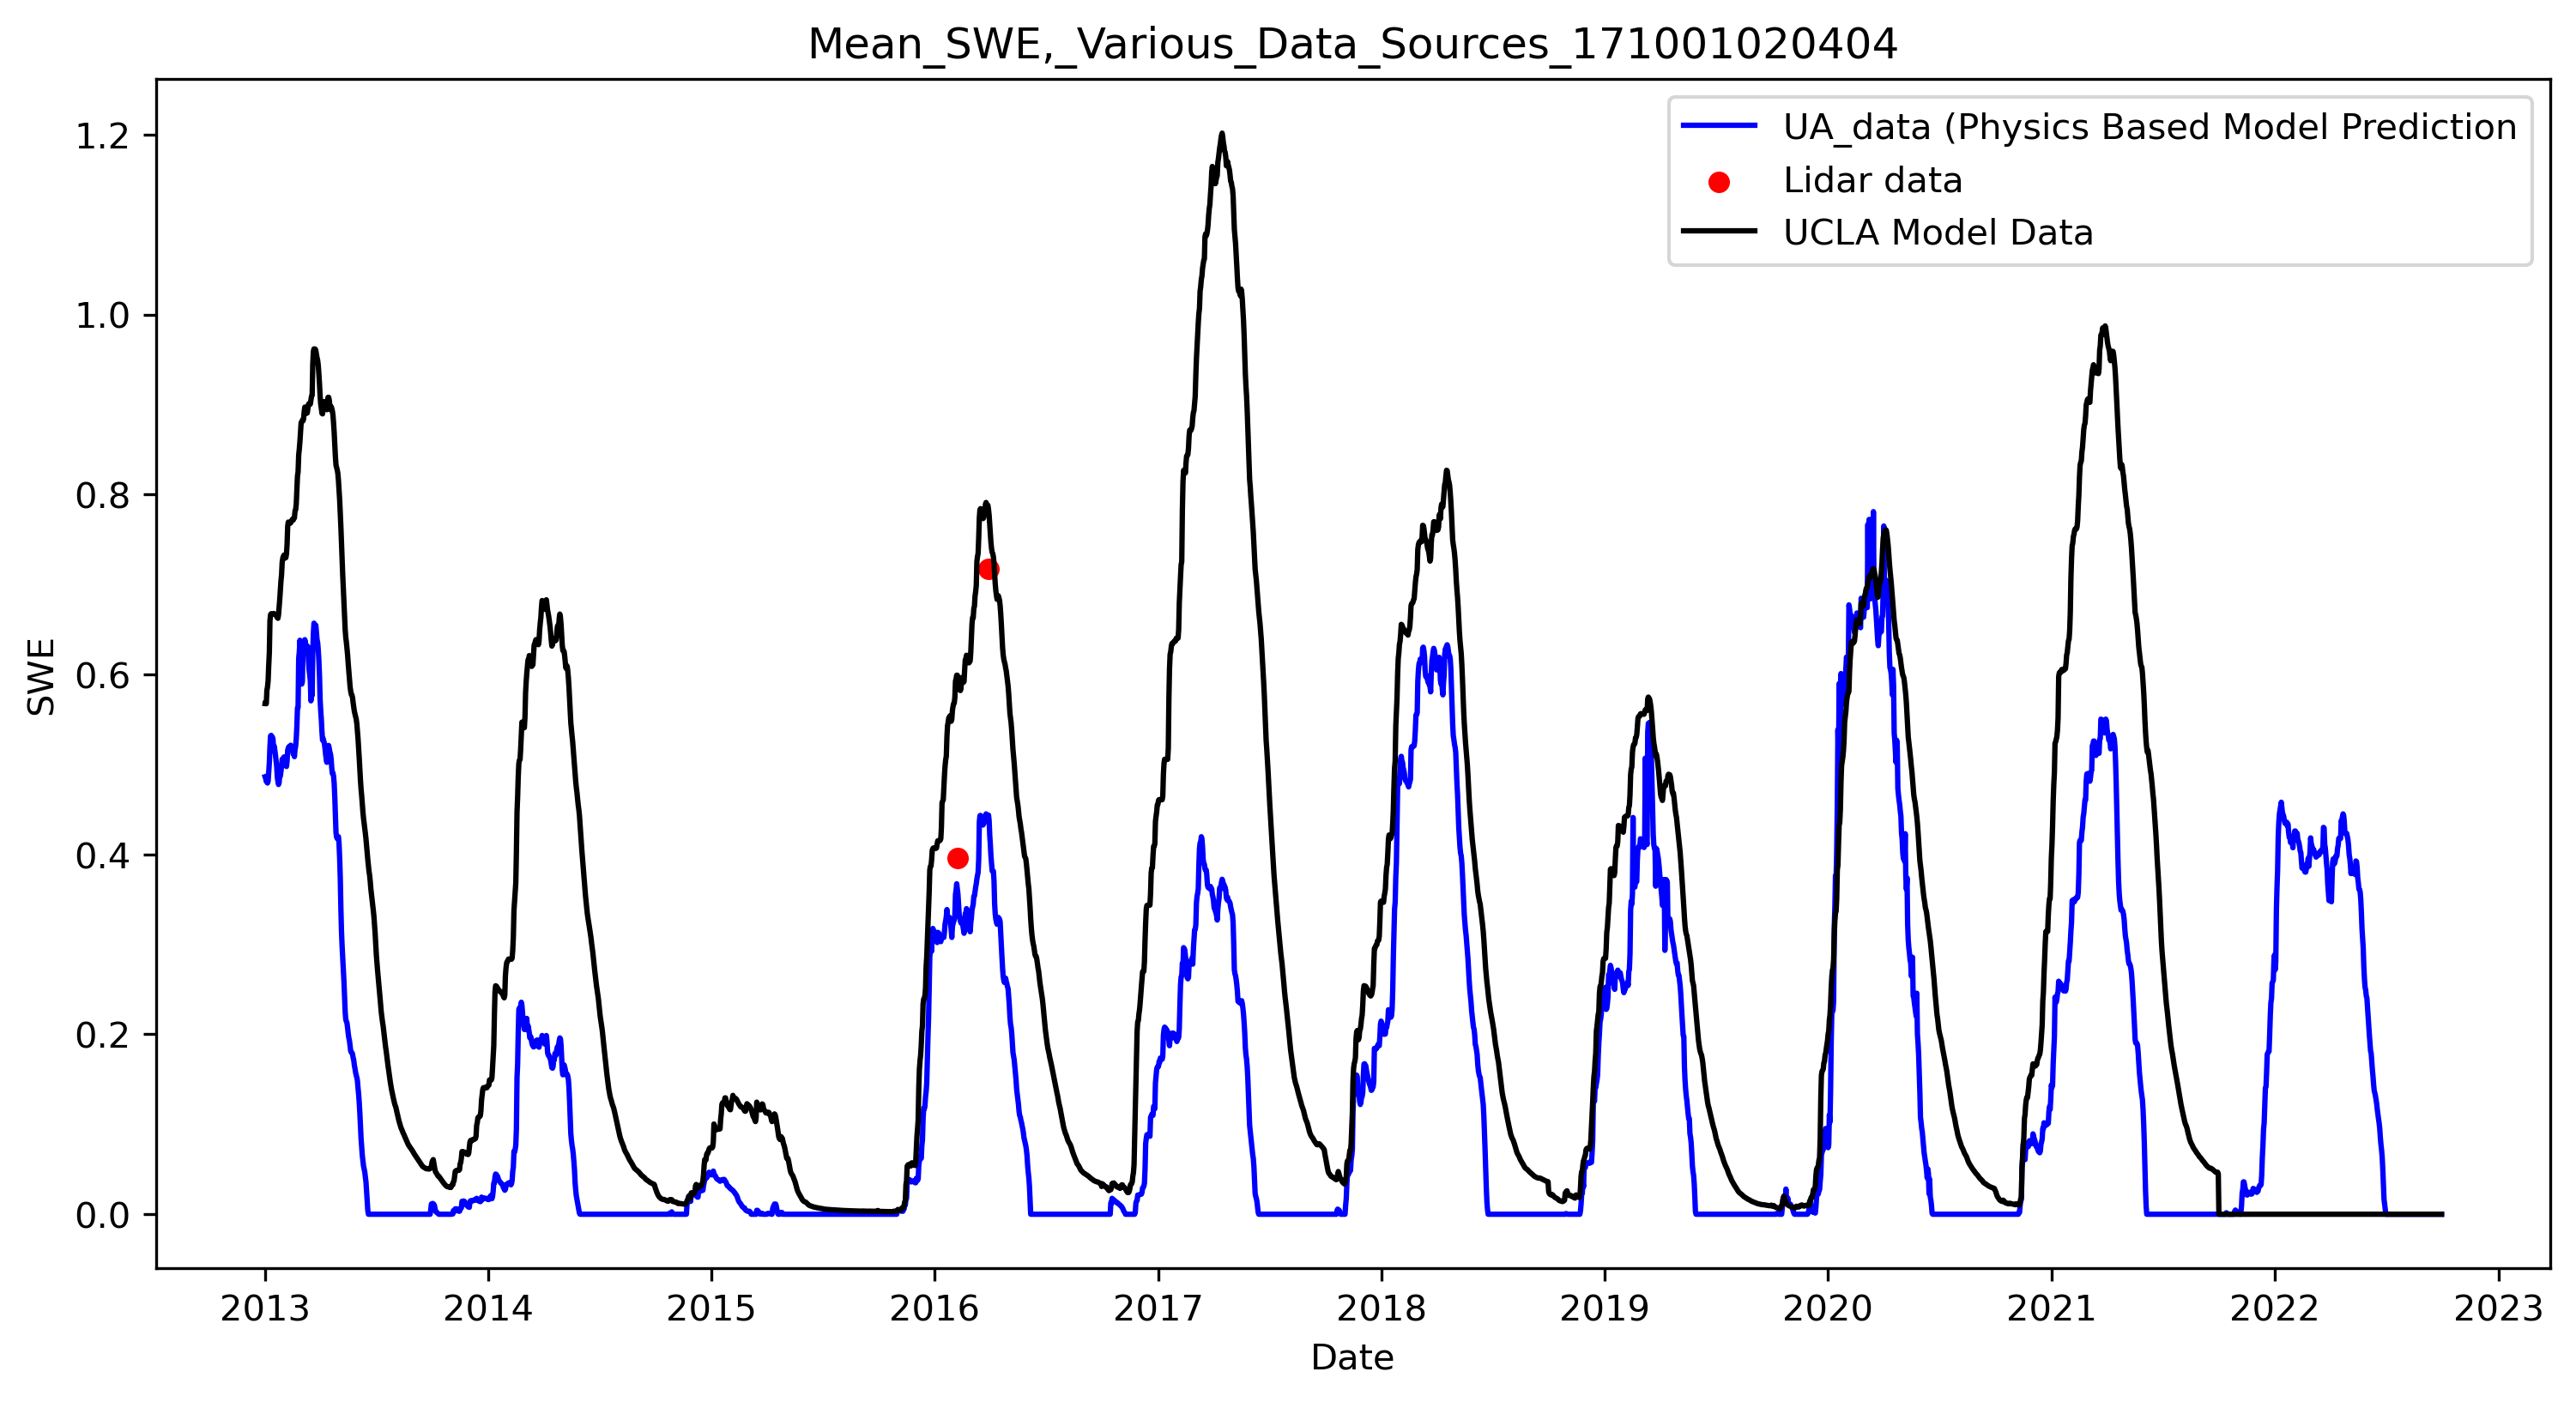 Mean_SWE,_Various_Data_Sources_171001020404
UA_data (Physics Based Model Prediction
Lidar data
UCLA Model Data
1.2
1.0
0.8
0.6
0.4
0.2
0.0
SWE
2013 2014 2015 2016 2017 2018 2019 2020 2021 2022 2023
Date